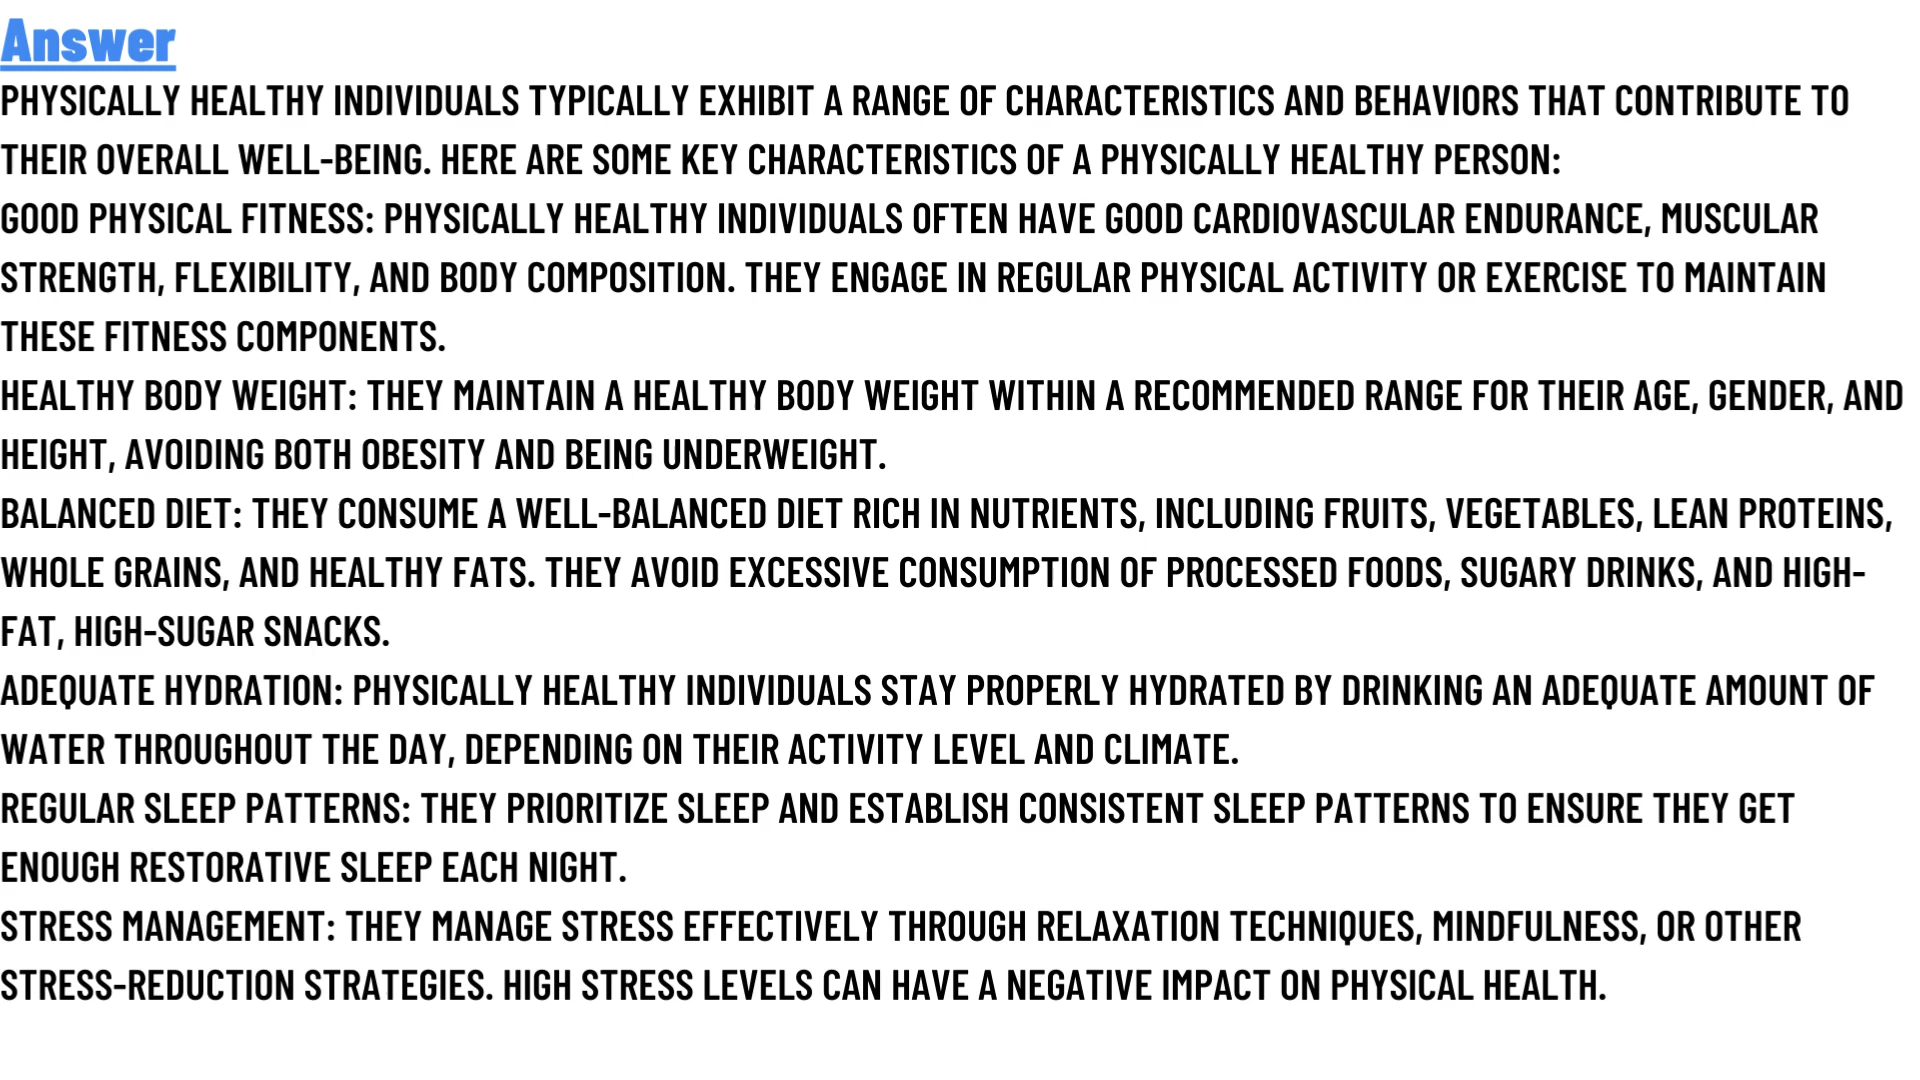 Answer
PHYSICALLY HEALTHY INDIVIDUALS TYPICALLY EXHIBIT A RANGE OF CHARACTERISTICS AND BEHAVIORS THAT CONTRIBUTE TO
THEIR OVERALL WELL-BEING. HERE ARE SOME KEY CHARACTERISTICS OF A PHYSICALLY HEALTHY PERSON:
GOOD PHYSICAL FITNESS: PHYSICALLY HEALTHY INDIVIDUALS OFTEN HAVE GOOD CARDIOVASCULAR ENDURANCE, MUSCULAR
STRENGTH, FLEXIBILITY, AND BODY COMPOSITION. THEY ENGAGE IN REGULAR PHYSICAL ACTIVITY OR EXERCISE TO MAINTAIN
THESE FITNESS COMPONENTS.
HEALTHY BODY WEIGHT: THEY MAINTAIN A HEALTHY BODY WEIGHT WITHIN A RECOMMENDED RANGE FOR THEIR AGE, GENDER, AND
HEIGHT, AVOIDING BOTH OBESITY AND BEING UNDERWEIGHT.
BALANCED DIET: THEY CONSUME A WELL-BALANCED DIET RICH IN NUTRIENTS, INCLUDING FRUITS, VEGETABLES, LEAN PROTEINS,
WHOLE GRAINS, AND HEALTHY FATS. THEY AVOID EXCESSIVE CONSUMPTION OF PROCESSED FOODS, SUGARY DRINKS, AND HIGH-
FAT, HIGH-SUGAR SNACKS.
ADEQUATE HYDRATION: PHYSICALLY HEALTHY INDIVIDUALS STAY PROPERLY HYDRATED BY DRINKING AN ADEQUATE AMOUNT OF
WATER THROUGHOUT THE DAY, DEPENDING ON THEIR ACTIVITY LEVEL AND CLIMATE.
REGULAR SLEEP PATTERNS: THEY PRIORITIZE SLEEP AND ESTABLISH CONSISTENT SLEEP PATTERNS TO ENSURE THEY GET
ENOUGH RESTORATIVE SLEEP EACH NIGHT.
STRESS MANAGEMENT: THEY MANAGE STRESS EFFECTIVELY THROUGH RELAXATION TECHNIQUES, MINDFULNESS, OR OTHER
STRESS-REDUCTION STRATEGIES. HIGH STRESS LEVELS CAN HAVE A NEGATIVE IMPACT ON PHYSICAL HEALTH.